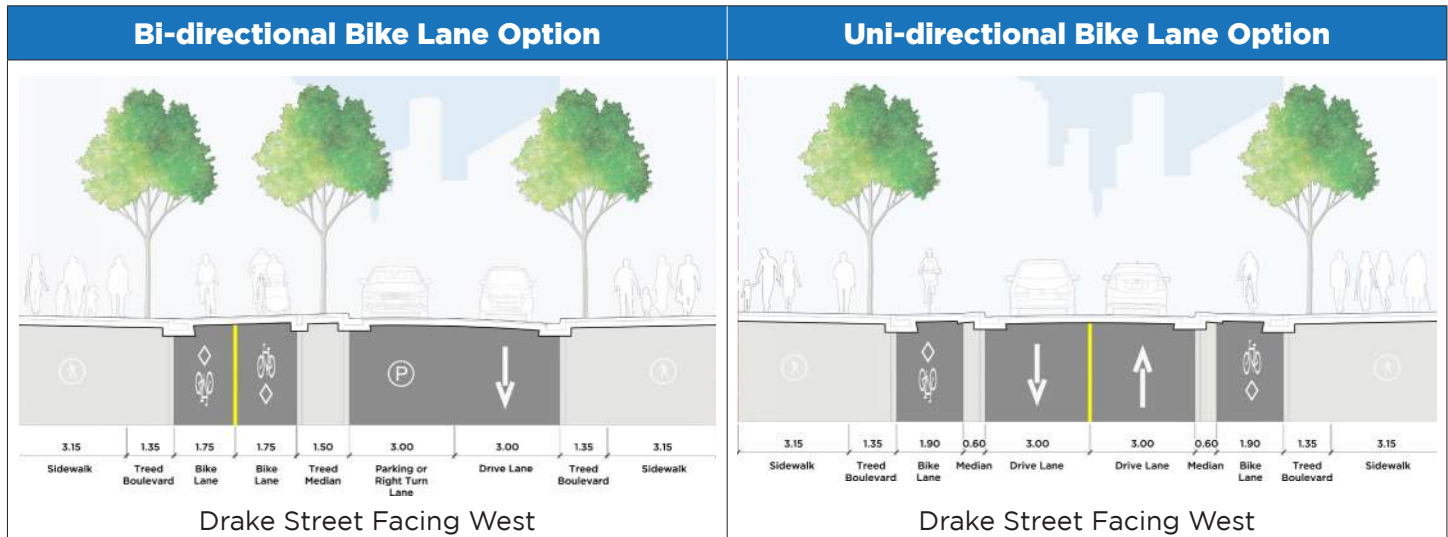 Bi-directional Bike Lane Option
Uni-directional Bike Lane Option
P
3.15 1.35 1.75 1.75 1.50 3.00 3.00 1.35 3.15
Sidewalk Treed Boulevard Bike Lane Bike Lane Treed Median Parking or Right Turn Lane Drive Lane Treed Boulevard Sidewalk
Drake Street Facing West
3.15 1.35 1.90 0.60 3.00 3.00 0.60 1.90 1.35 3.15
Sidewalk Treed Boulevard Bike Lane Median Drive Lane Drive Lane Median Bike Lane Treed Boulevard Sidewalk
Drake Street Facing West